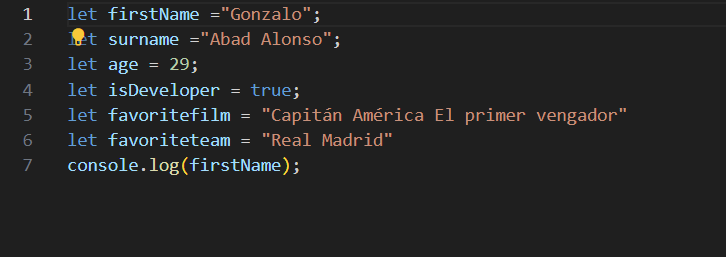 1 let firstName ="Gonzalo";
2 let surname ="Abad Alonso";
3 let age = 29;
4 let isDeveloper = true;
5 let favoritefilm = "Capitán América El primer vengador"
6 let favoriteteam = "Real Madrid"
7 console.log(firstName);